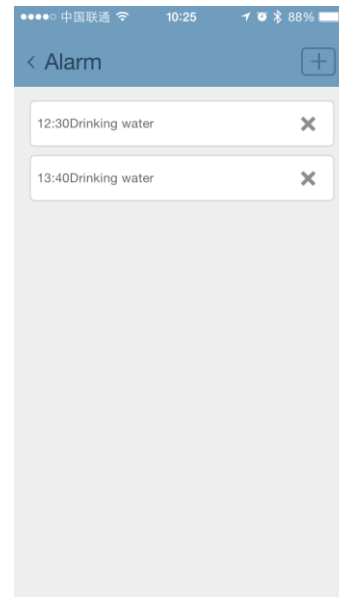 中国联通 10:25 88%
Alarm
12:30Drinking water
13:40Drinking water